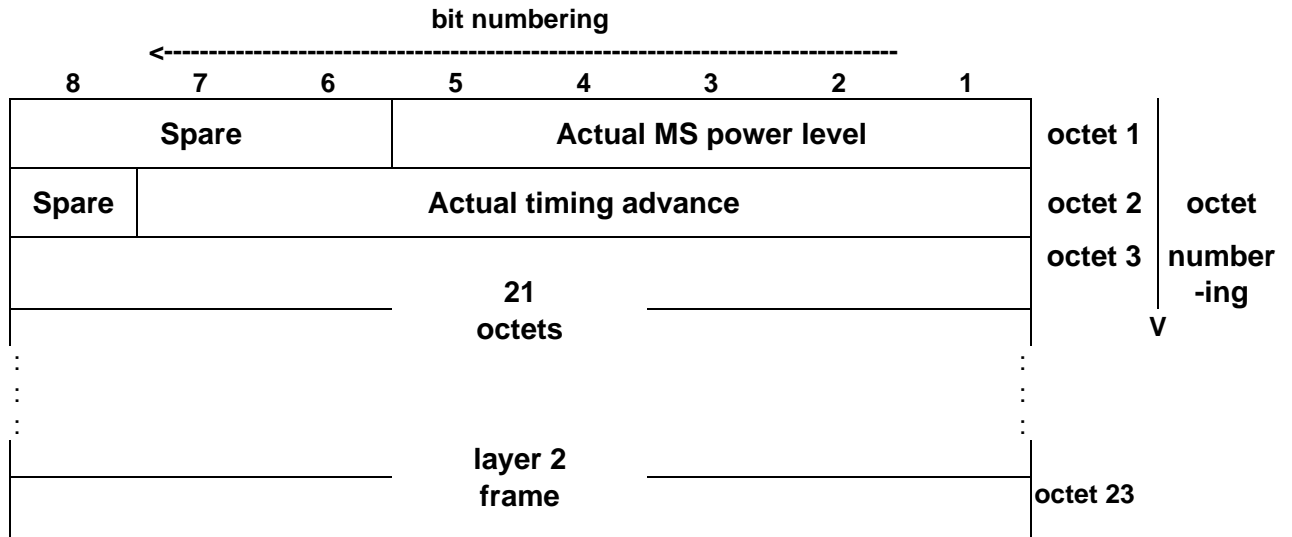 bit numbering
<----------------------------------------------------------------------------------
8 7 6 5 4 3 2 1
Spare Actual MS power level octet 1
Spare Actual timing advance octet 2 octet
octet 3 number
21 -ing
octets V
: :
: :
: :
layer 2
frame octet 23